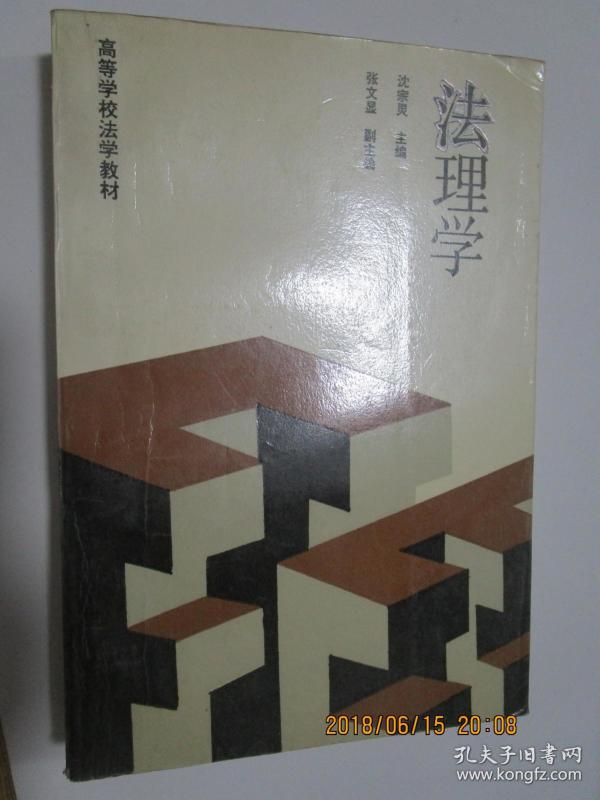 高等学校法学教材
法理学
沈宗灵 主编
张文显 副主编
2018/06/15 20:08
孔夫子旧书网
www.kongfz.com